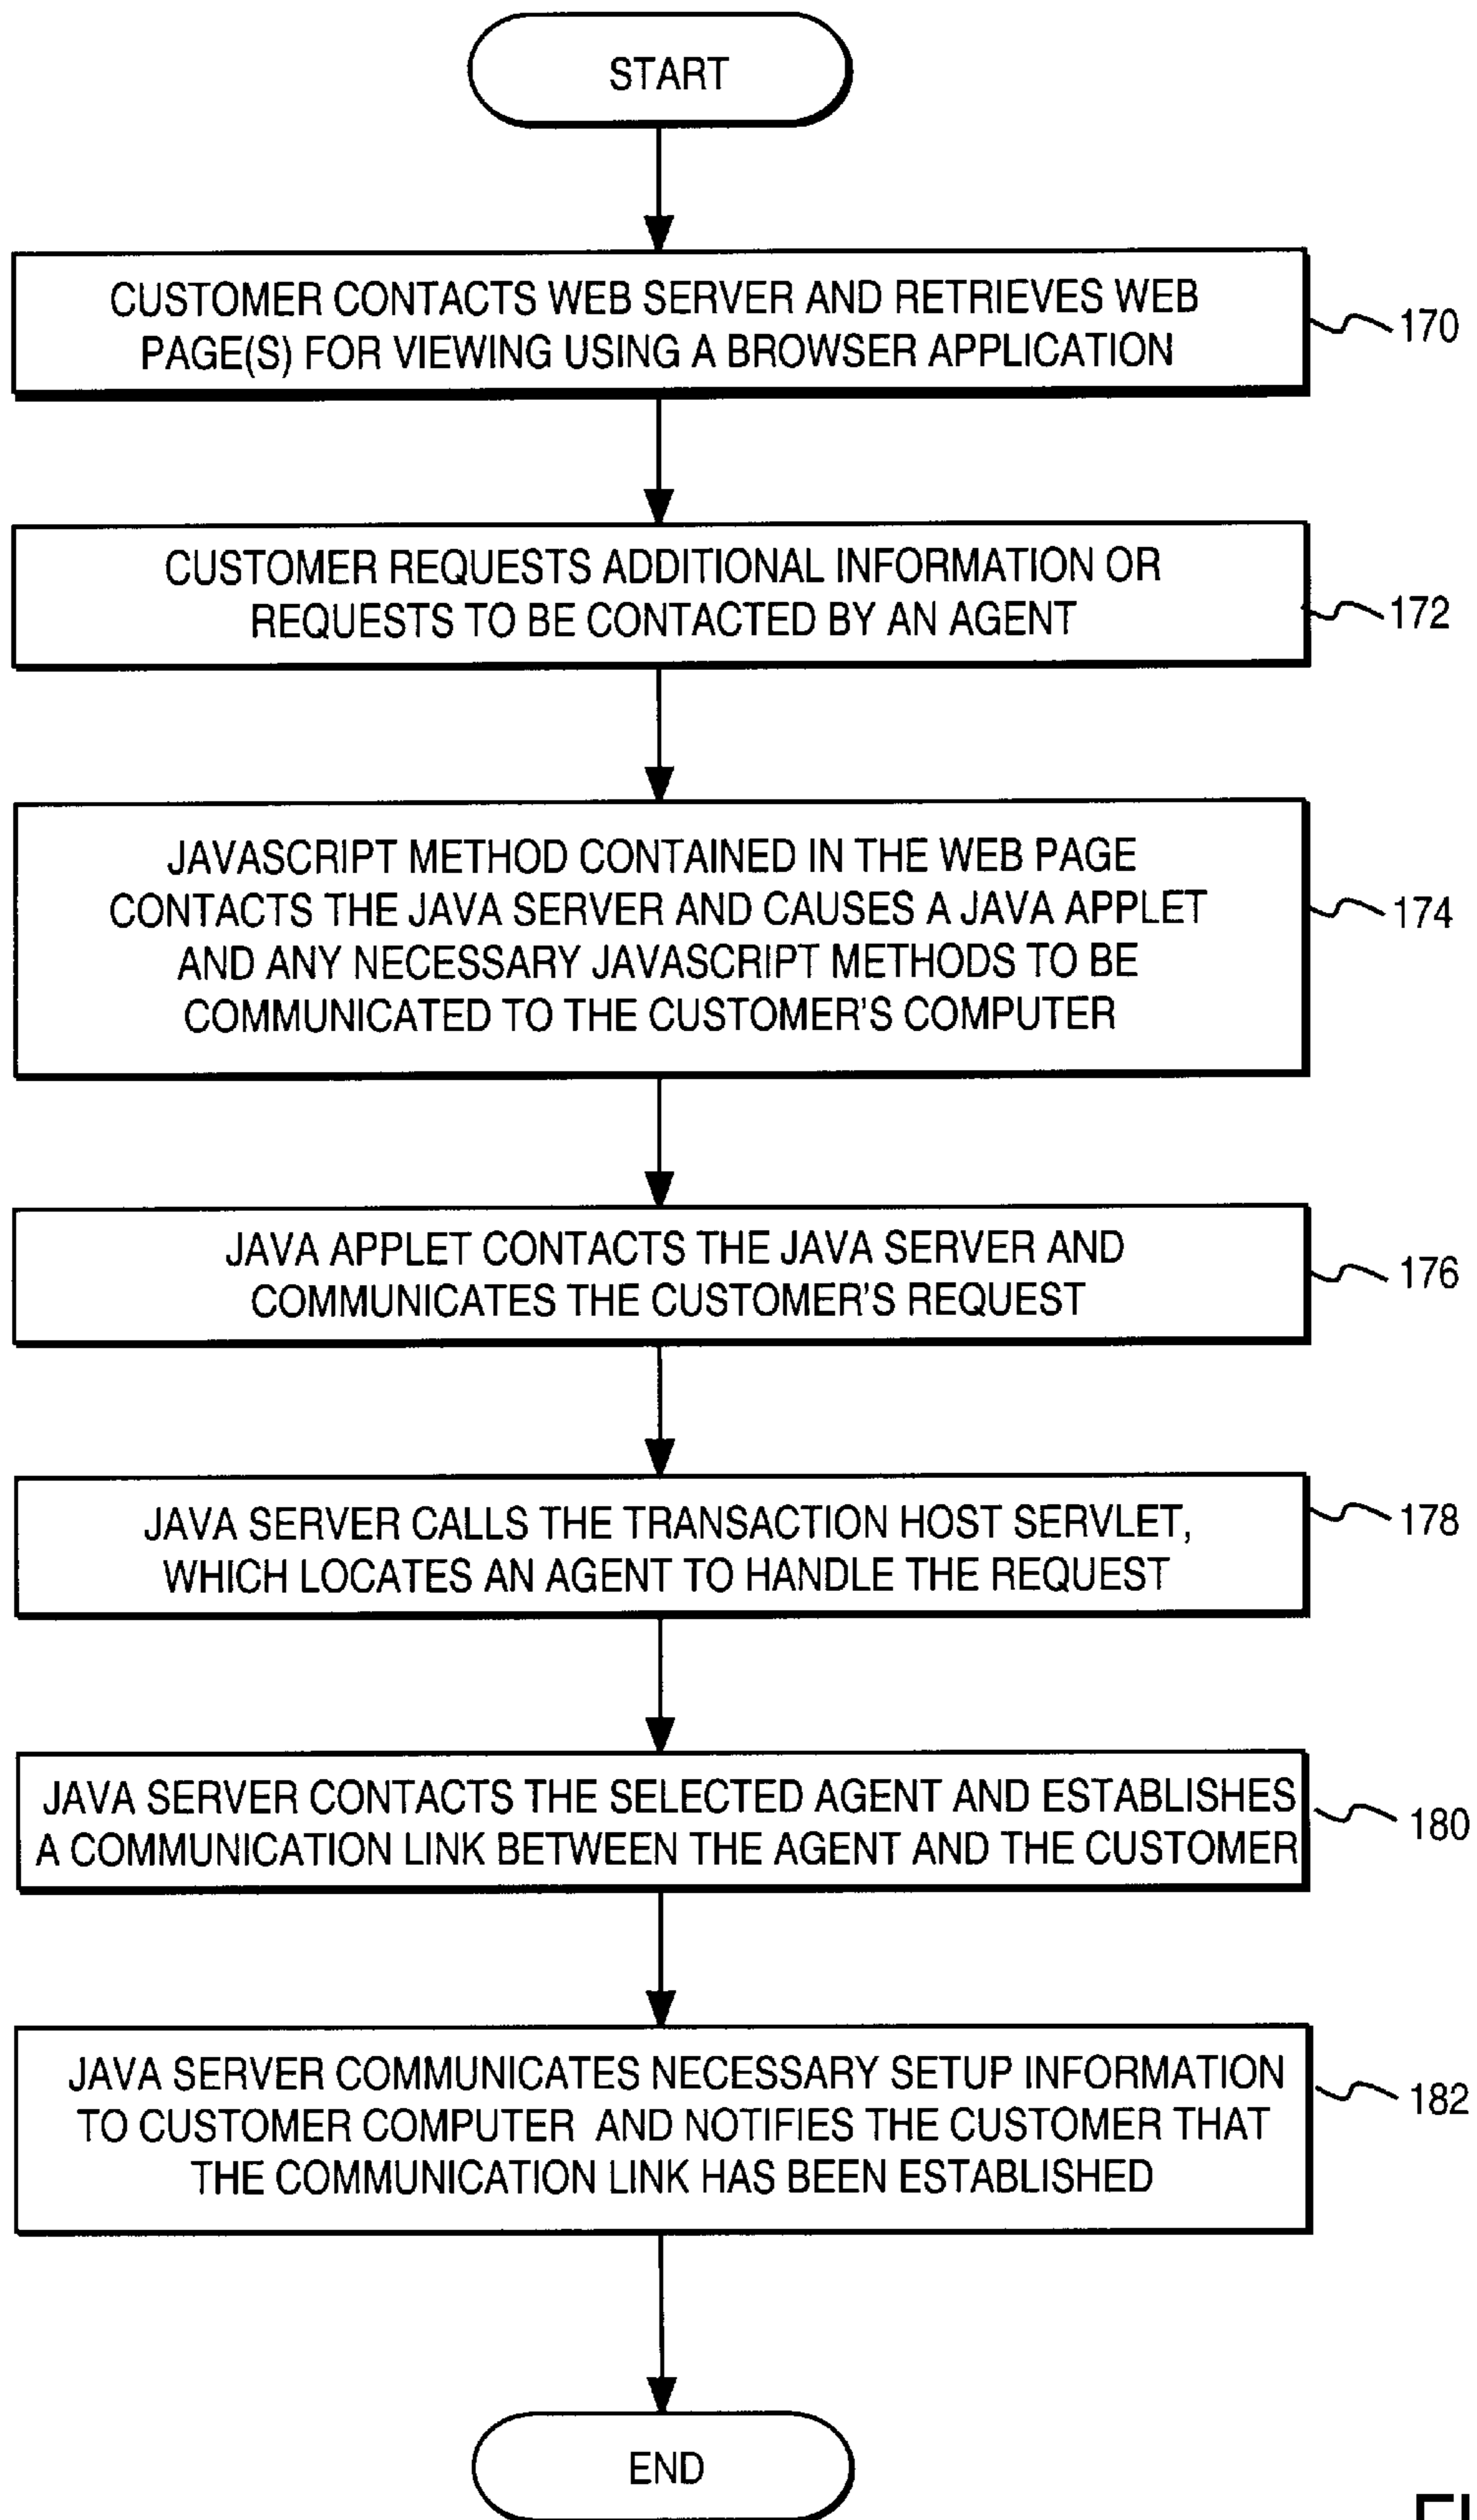 START
CUSTOMER CONTACTS WEB SERVER AND RETRIEVES WEB
PAGE(S) FOR VIEWING USING A BROWSER APPLICATION
170
CUSTOMER REQUESTS ADDITIONAL INFORMATION OR
REQUESTS TO BE CONTACTED BY AN AGENT
172
JAVASCRIPT METHOD CONTAINED IN THE WEB PAGE
CONTACTS THE JAVA SERVER AND CAUSES A JAVA APPLET
AND ANY NECESSARY JAVASCRIPT METHODS TO BE
COMMUNICATED TO THE CUSTOMER'S COMPUTER
174
JAVA APPLET CONTACTS THE JAVA SERVER AND
COMMUNICATES THE CUSTOMER'S REQUEST
176
JAVA SERVER CALLS THE TRANSACTION HOST SERVLET,
WHICH LOCATES AN AGENT TO HANDLE THE REQUEST
178
JAVA SERVER CONTACTS THE SELECTED AGENT AND ESTABLISHES
A COMMUNICATION LINK BETWEEN THE AGENT AND THE CUSTOMER
180
JAVA SERVER COMMUNICATES NECESSARY SETUP INFORMATION
TO CUSTOMER COMPUTER AND NOTIFIES THE CUSTOMER THAT
THE COMMUNICATION LINK HAS BEEN ESTABLISHED
182
END